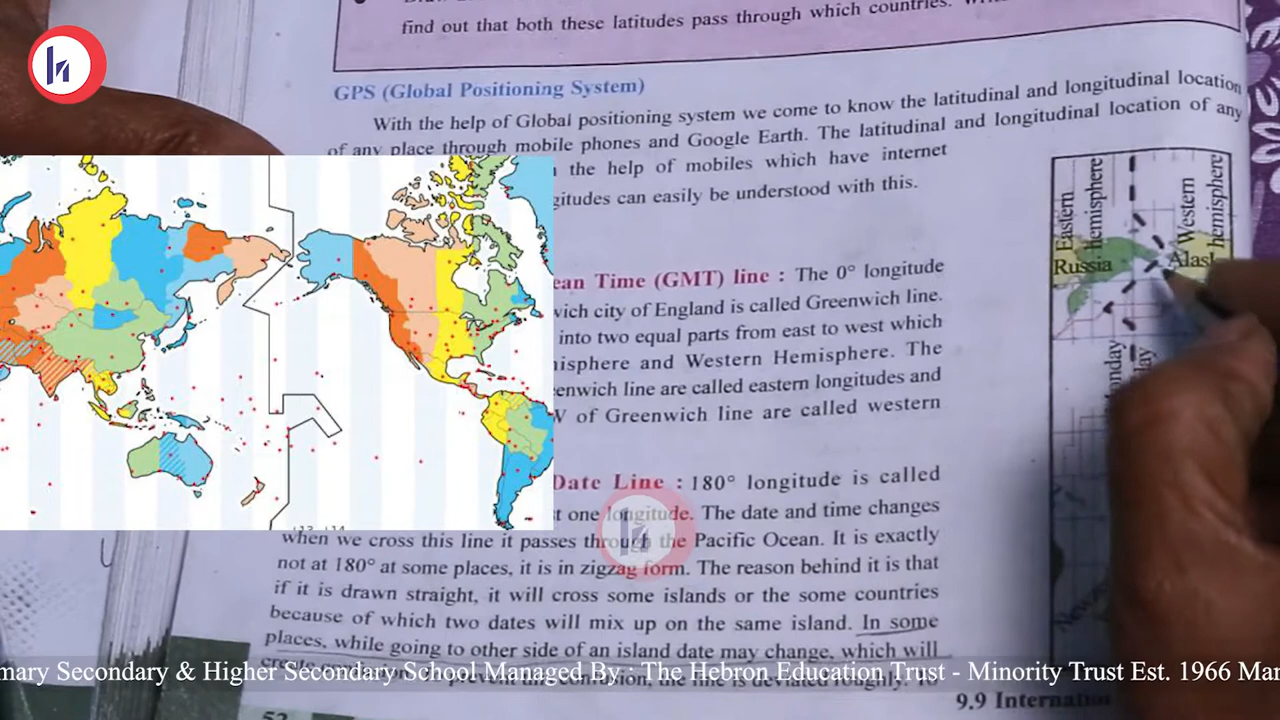 find out that both these latitudes pass through which countries.
GPS (Global Positioning System)
With the help of Global positioning system we come to know the latitudinal and longitudinal location
of any place through mobile phones and Google Earth. The latitudinal and longitudinal location of any
the help of mobiles which have internet
gitudes can easily be understood with this.
ean Time (GMT) line : The 0° longitude
wich city of England is called Greenwich line.
into two equal parts from east to west which
nisphere and Western Hemisphere. The
enwich line are called eastern longitudes and
W of Greenwich line are called western
Date Line : 180° longitude is called
t one longitude. The date and time changes
when we cross this line it passes through the Pacific Ocean. It is exactly
not at 180° at some places, it is in zigzag form. The reason behind it is that
if it is drawn straight, it will cross some islands or the some countries
because of which two dates will mix up on the same island. In some
places, while going to other side of an island date may change, which will
Eastern
Hemisphere
Western
hemisphere
Russia
Alask
onday
day
mary Secondary & Higher Secondary School Managed By : The Hebron Education Trust - Minority Trust Est. 1966 Man
52
9.9 Internation